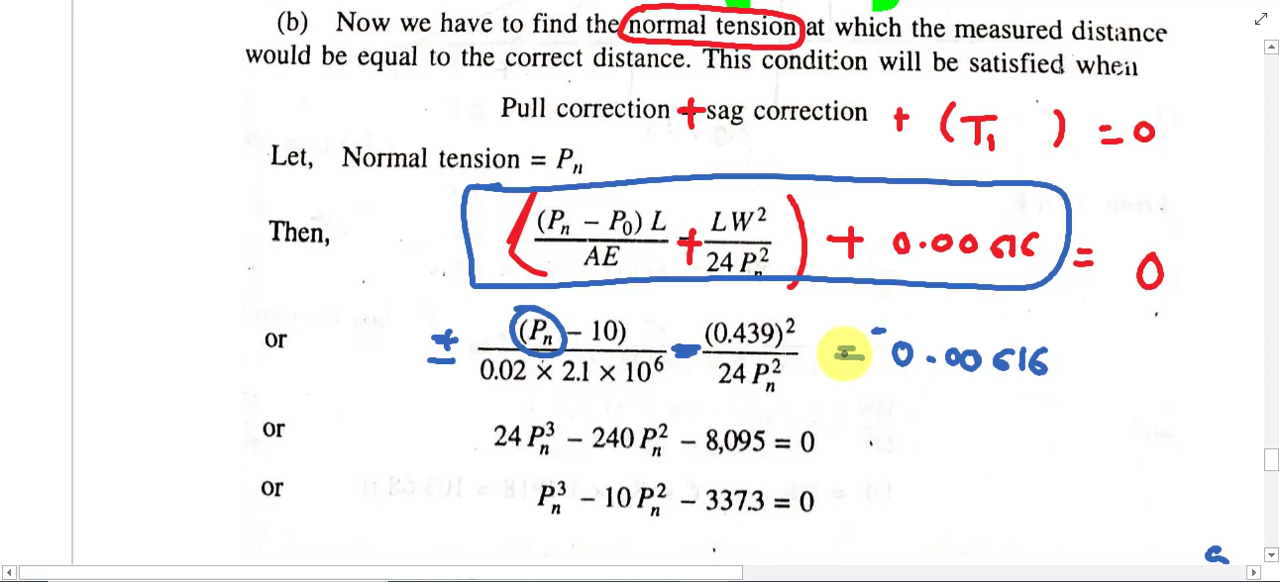 (b) Now we have to find the normal tension at which the measured distance
would be equal to the correct distance. This condition will be satisfied when
Pull correction + sag correction + (T₁ ) = 0
Let, Normal tension = Pₙ
Then, ((Pₙ − P₀) L / AE + LW² / 24 Pₙ²) + 0.00616 = 0
or ± (Pₙ − 10) / 0.02 × 2.1 × 10⁶ − (0.439)² / 24 Pₙ² = -0.00616
or 24 Pₙ³ − 240 Pₙ² − 8,095 = 0
or Pₙ³ − 10 Pₙ² − 337.3 = 0